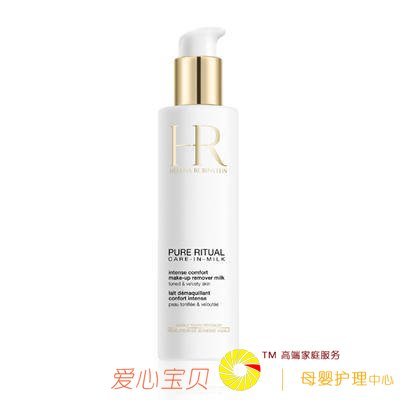 HR
HELENA RUBINSTEIN
PURE RITUAL
CARE-IN-MILK
intense comfort
make-up remover milk
toned & velvety skin
lait démaquillant
confort intense
peau tonifiée & veloutée
TM 高端家庭服务
爱心宝贝
母婴护理中心